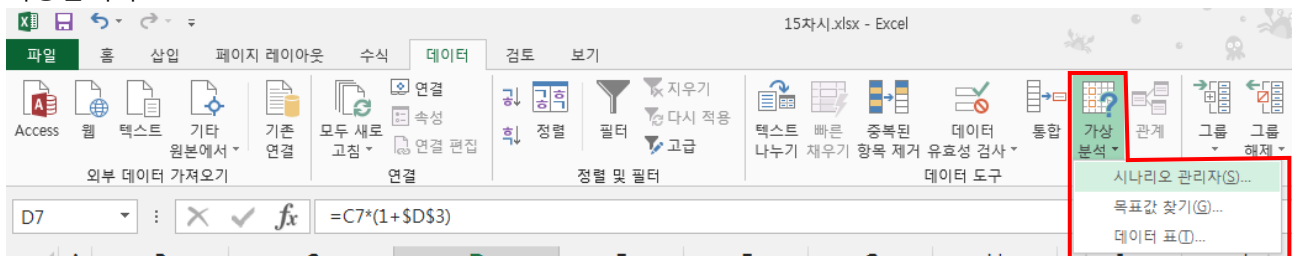 15차시.xlsx - Excel
파일 홈 삽입 페이지 레이아웃 수식 데이터 검토 보기
연결
속성
연결 편집
지우기
다시 적용
고급
Access 웹 텍스트 기타 원본에서 기존 연결 모두 새로 고침 정렬 필터 텍스트 나누기 빠른 채우기 중복된 항목 제거 데이터 유효성 검사 통합 가상 분석 관계 그룹 그룹 해제
외부 데이터 가져오기 연결 정렬 및 필터 데이터 도구
시나리오 관리자(S)...
목표값 찾기(G)...
데이터 표(T)...
D7 fx =C7*(1+$D$3)